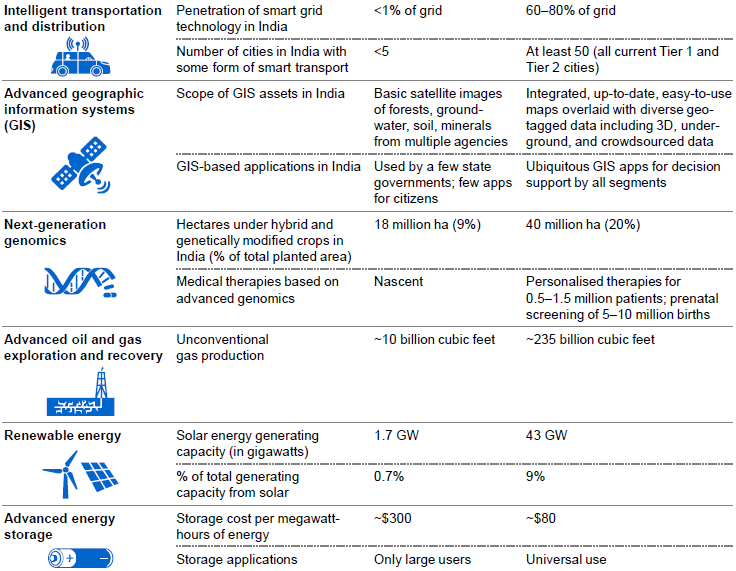 Intelligent transportation
and distribution
Penetration of smart grid
technology in India
<1% of grid
60–80% of grid
Number of cities in India with
some form of smart transport
<5
At least 50 (all current Tier 1 and
Tier 2 cities)
Advanced geographic
information systems
(GIS)
Scope of GIS assets in India
Basic satellite images
of forests, ground-
water, soil, minerals
from multiple agencies
Integrated, up-to-date, easy-to-use
maps overlaid with diverse geo-
tagged data including 3D, under-
ground, and crowdsourced data
GIS-based applications in India
Used by a few state
governments; few apps
for citizens
Ubiquitous GIS apps for decision
support by all segments
Next-generation
genomics
Hectares under hybrid and
genetically modified crops in
India (% of total planted area)
18 million ha (9%)
40 million ha (20%)
Medical therapies based on
advanced genomics
Nascent
Personalised therapies for
0.5–1.5 million patients; prenatal
screening of 5–10 million births
Advanced oil and gas
exploration and recovery
Unconventional
gas production
~10 billion cubic feet
~235 billion cubic feet
Renewable energy
Solar energy generating
capacity (in gigawatts)
1.7 GW
43 GW
% of total generating
capacity from solar
0.7%
9%
Advanced energy
storage
Storage cost per megawatt-
hours of energy
~$300
~$80
Storage applications
Only large users
Universal use